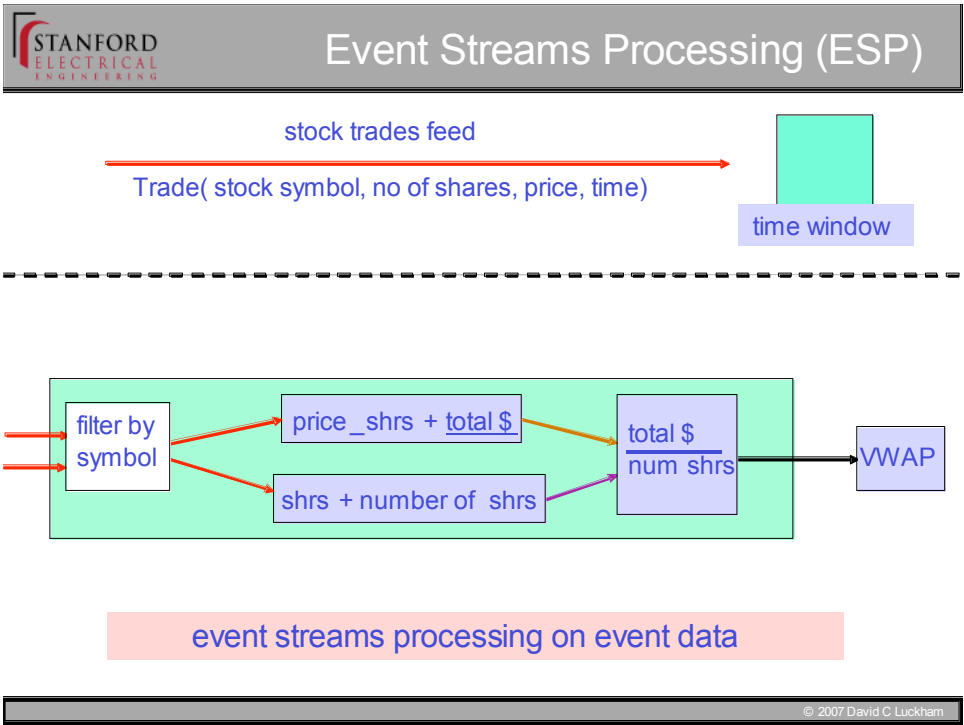 STANFORD
ELECTRICAL
ENGINEERING
Event Streams Processing (ESP)
stock trades feed
Trade( stock symbol, no of shares, price, time)
time window
filter by
symbol
price_shrs + total $
shrs + number of shrs
total $
num shrs
VWAP
event streams processing on event data
© 2007 David C Luckham